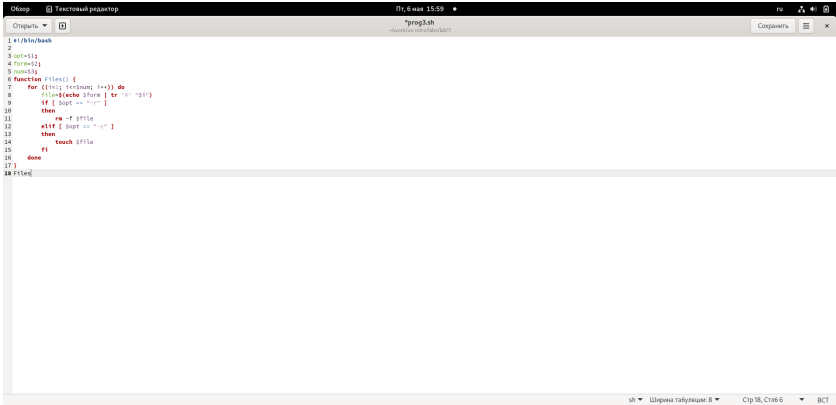 Обзор Текстовый редактор Пт, 6 мая 15:59 ru
Открыть *prog3.sh Сохранить
1 #!/bin/bash
2
3 opt=$1;
4 form=$2;
5 num=$3;
6 function Files() {
7 for ((i=1; i<=$num; i++)) do
8 file=$(echo $form | tr '#' "$i")
9 if [ $opt == "-r" ]
10 then
11 rm -f $file
12 elif [ $opt == "-c" ]
13 then
14 touch $file
15 fi
16 done
17 }
18 Files
sh Ширина табуляции: 8 Стр 18, Стлб 6 ВСТ